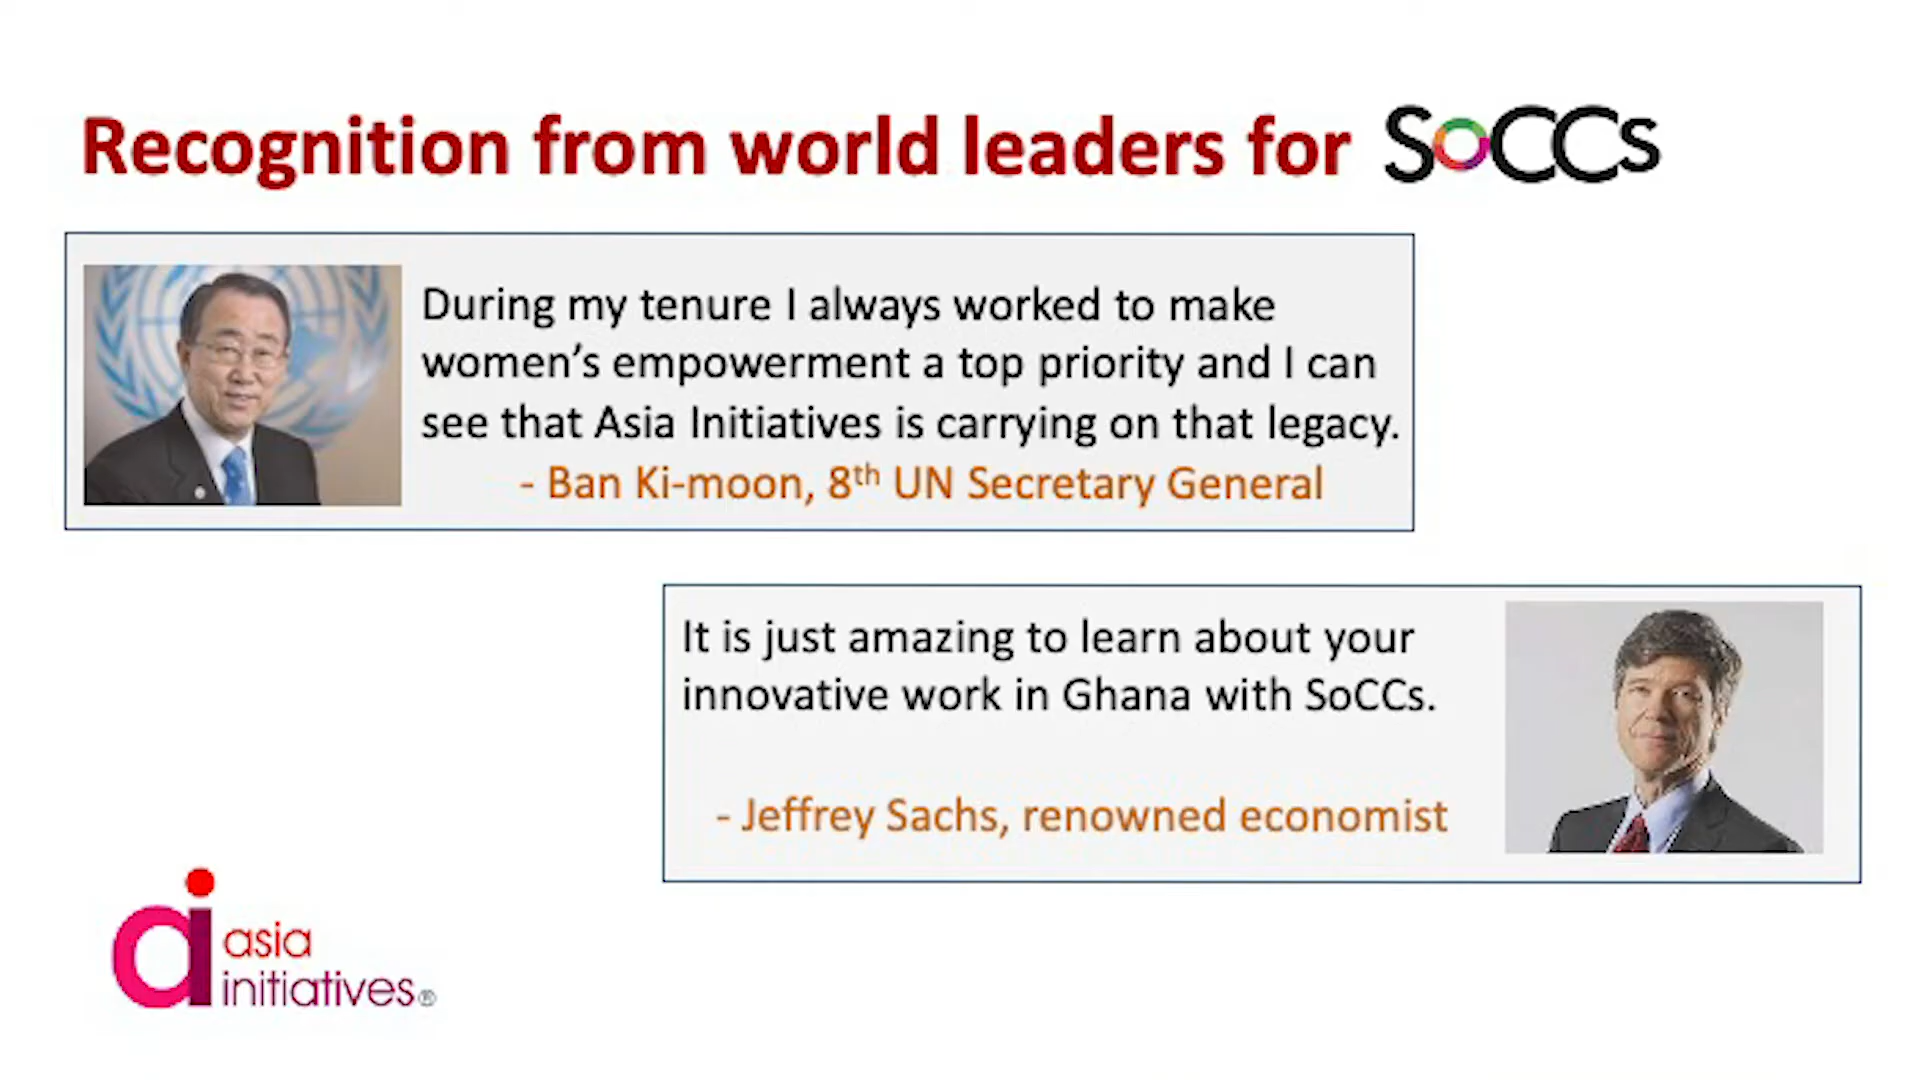 Recognition from world leaders for SoCCs
During my tenure I always worked to make
women's empowerment a top priority and I can
see that Asia Initiatives is carrying on that legacy.
- Ban Ki-moon, 8th UN Secretary General
It is just amazing to learn about your
innovative work in Ghana with SoCCs.
- Jeffrey Sachs, renowned economist
ai
asia
initiatives®